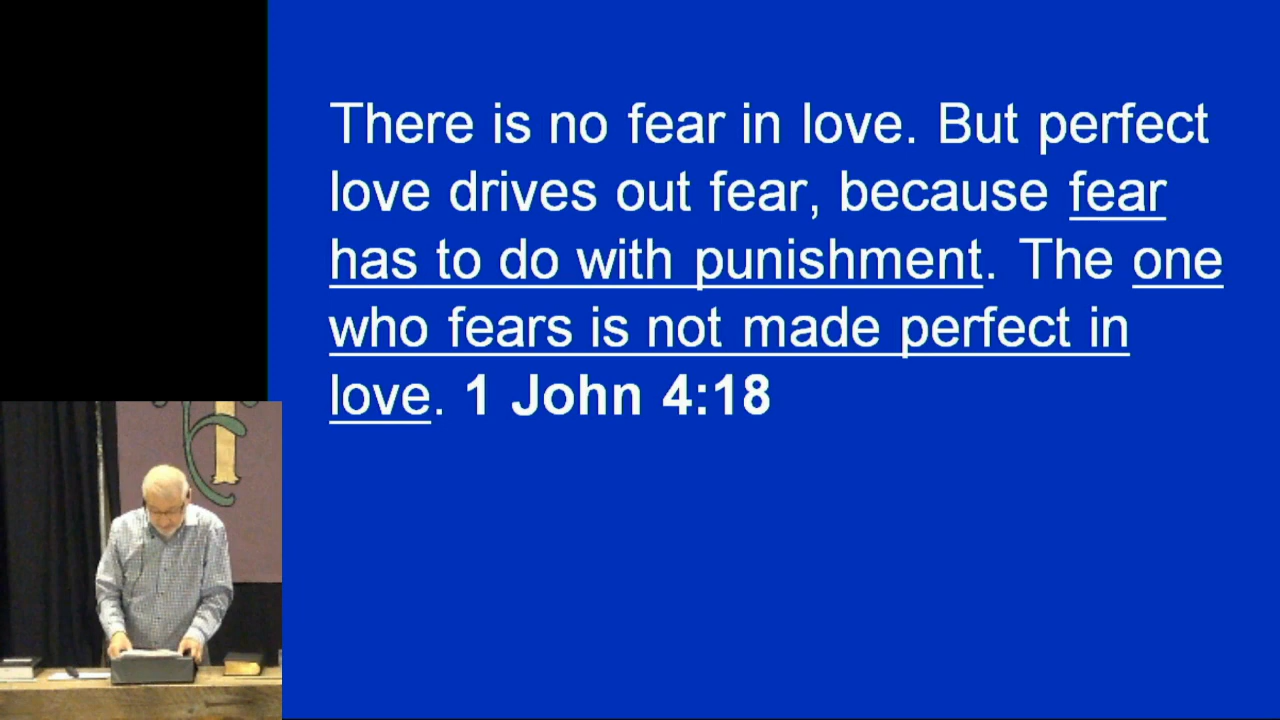 There is no fear in love. But perfect
love drives out fear, because fear
has to do with punishment. The one
who fears is not made perfect in
love. 1 John 4:18